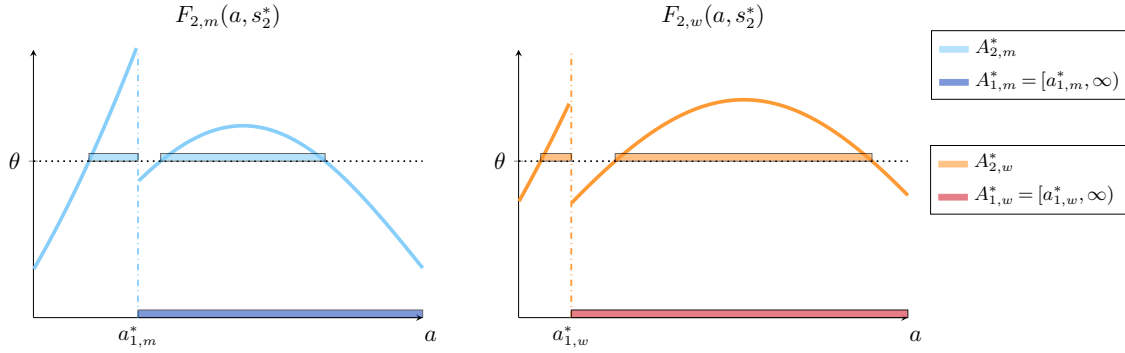 F_{2,m}(a, s_2^*)
θ
a_{1,m}^*
a
F_{2,w}(a, s_2^*)
θ
a_{1,w}^*
a
A_{2,m}^*
A_{1,m}^* = [a_{1,m}^*, ∞)
A_{2,w}^*
A_{1,w}^* = [a_{1,w}^*, ∞)